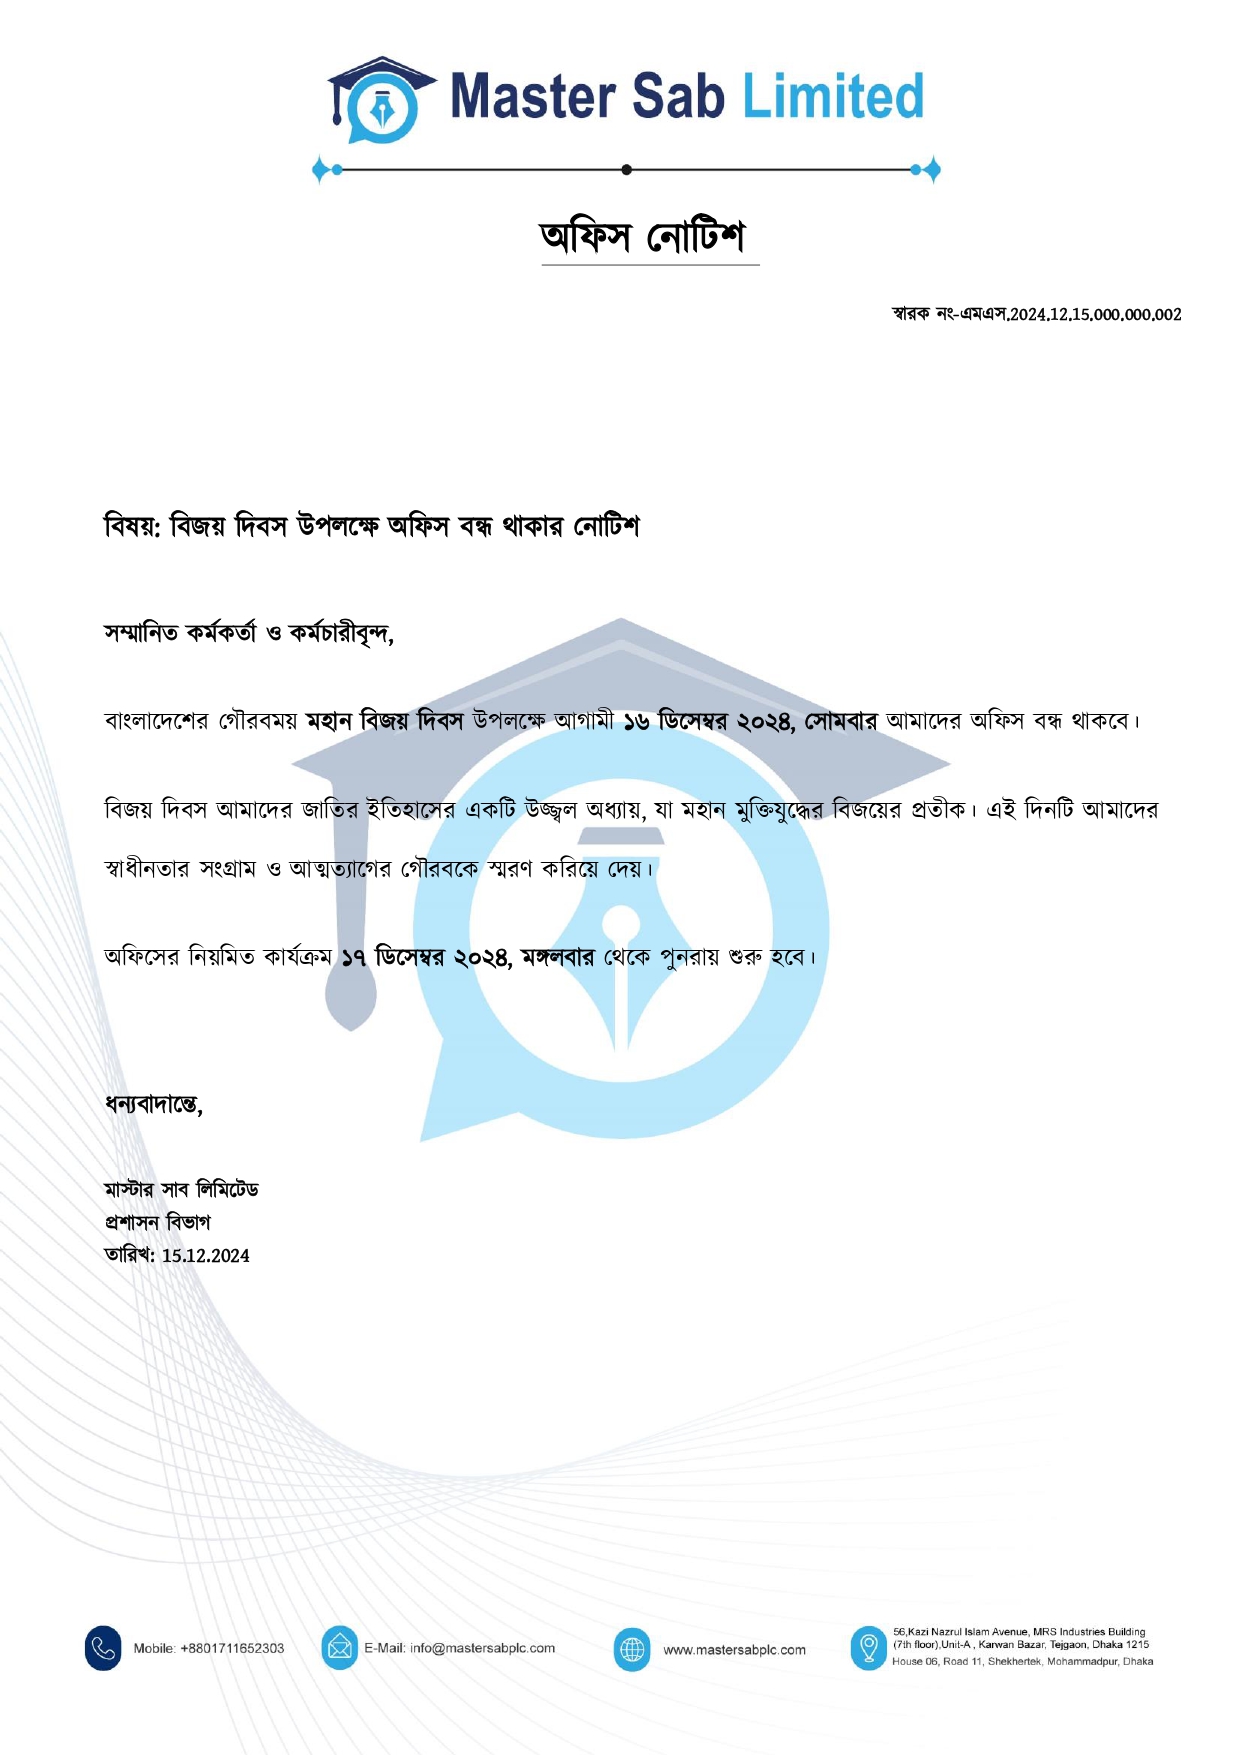 Master Sab Limited
অফিস নোটিশ
স্বারক নং-এমএস.2024.12.15.000.000.002
বিষয়: বিজয় দিবস উপলক্ষে অফিস বন্ধ থাকার নোটিশ
সম্মানিত কর্মকর্তা ও কর্মচারীবৃন্দ,
বাংলাদেশের গৌরবময় মহান বিজয় দিবস উপলক্ষে আগামী ১৬ ডিসেম্বর ২০২৪, সোমবার আমাদের অফিস বন্ধ থাকবে।
বিজয় দিবস আমাদের জাতির ইতিহাসের একটি উজ্জ্বল অধ্যায়, যা মহান মুক্তিযুদ্ধের বিজয়ের প্রতীক। এই দিনটি আমাদের
স্বাধীনতার সংগ্রাম ও আত্মত্যাগের গৌরবকে স্মরণ করিয়ে দেয়।
অফিসের নিয়মিত কার্যক্রম ১৭ ডিসেম্বর ২০২৪, মঙ্গলবার থেকে পুনরায় শুরু হবে।
ধন্যবাদান্তে,
মাস্টার সাব লিমিটেড
প্রশাসন বিভাগ
তারিখ: 15.12.2024
Mobile: +8801711652303
E-Mail: info@mastersabplc.com
www.mastersabplc.com
56,Kazi Nazrul Islam Avenue, MRS Industries Building
(7th floor),Unit-A , Karwan Bazar, Tejgaon, Dhaka 1215
House 06, Road 11, Shekhertek, Mohammadpur, Dhaka